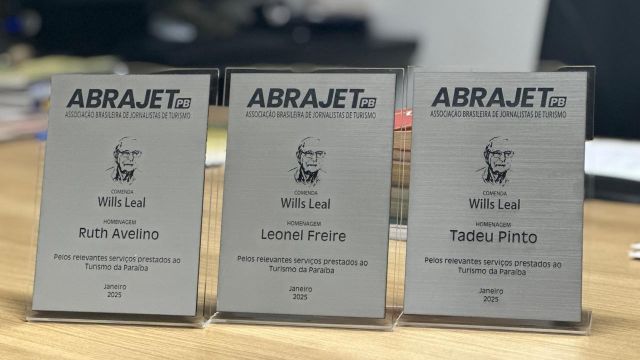 ABRAJET PB
ASSOCIAÇÃO BRASILEIRA DE JORNALISTAS DE TURISMO
COMENDA
Wills Leal
HOMENAGEM
Ruth Avelino
Pelos relevantes serviços prestados ao
Turismo da Paraíba
Janeiro
2025
ABRAJET PB
ASSOCIAÇÃO BRASILEIRA DE JORNALISTAS DE TURISMO
COMENDA
Wills Leal
HOMENAGEM
Leonel Freire
Pelos relevantes serviços prestados ao
Turismo da Paraíba
Janeiro
2025
ABRAJET PB
ASSOCIAÇÃO BRASILEIRA DE JORNALISTAS DE TURISMO
COMENDA
Wills Leal
HOMENAGEM
Tadeu Pinto
Pelos relevantes serviços prestados ao
Turismo da Paraíba
Janeiro
2025